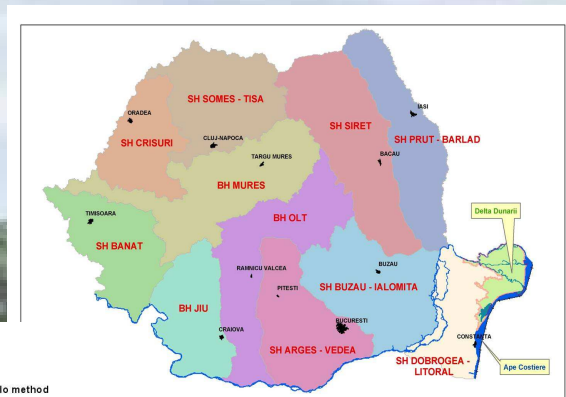 SH SOMES - TISA
IASI
ORADEA
SH SIRET
SH PRUT - BARLAD
SH CRISURI
CLUJ-NAPOCA
TARGU MURES
BACAU
BH MURES
Delta Dunarii
TIMISOARA
BH OLT
SH BANAT
RAMNICU VALCEA
BUZAU
SH BUZAU - IALOMITA
PITESTI
BH JIU
BUCURESTI
CRAIOVA
CONSTANTA
SH ARGES - VEDEA
SH DOBROGEA -
LITORAL
Ape Costiere
lo method